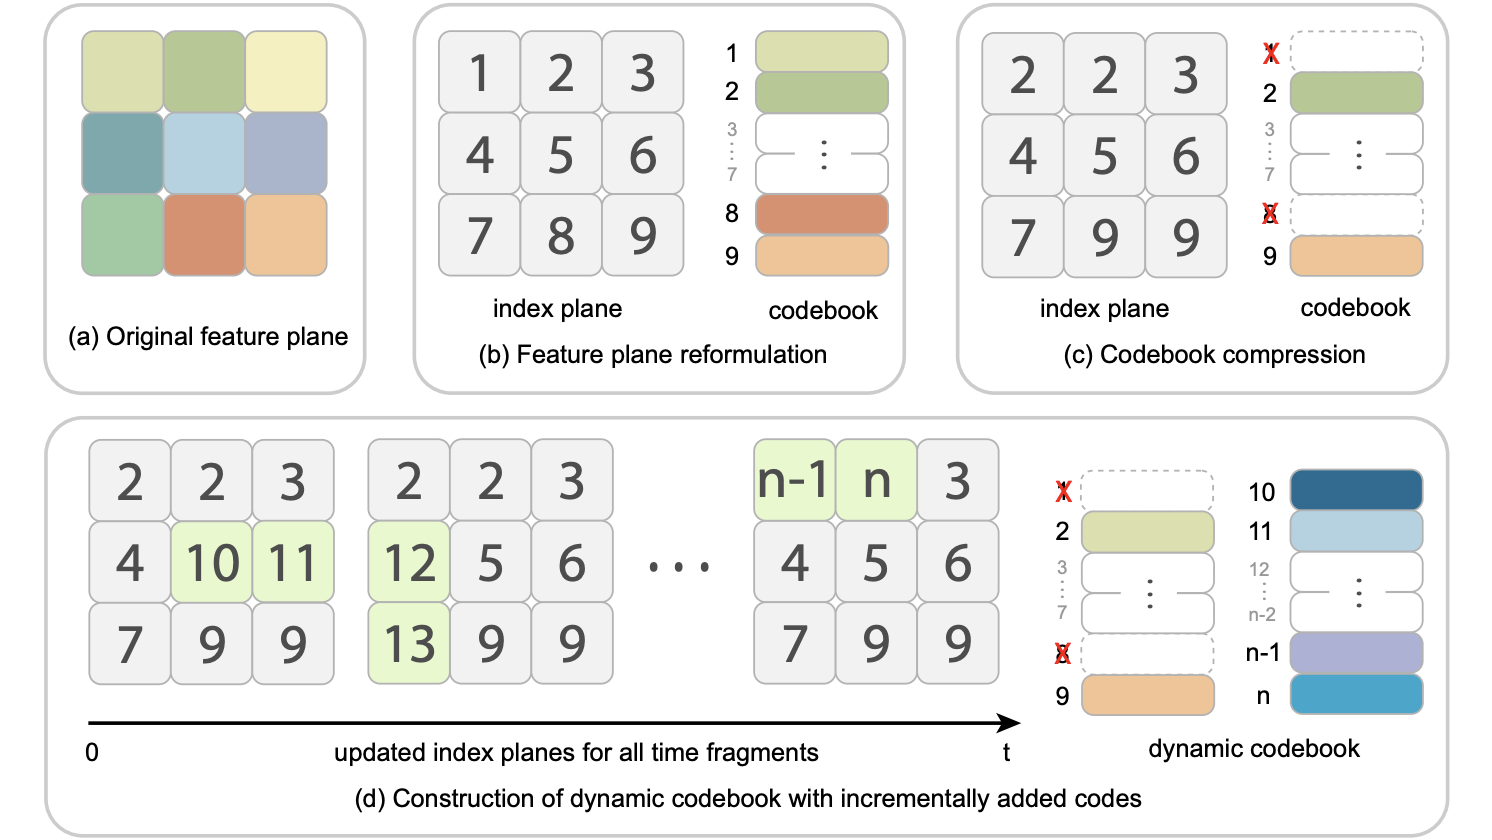 (a) Original feature plane
1 2 3
4 5 6
7 8 9
index plane
1
2
3
7
8
9
codebook
(b) Feature plane reformulation
2 2 3
4 5 6
7 9 9
index plane
1
2
3
7
8
9
codebook
(c) Codebook compression
2 2 3
4 10 11
7 9 9
2 2 3
12 5 6
13 9 9
...
n-1 n 3
4 5 6
7 9 9
0
updated index planes for all time fragments
t
1
2
3
7
8
9
10
11
12
n-2
n-1
n
dynamic codebook
(d) Construction of dynamic codebook with incrementally added codes